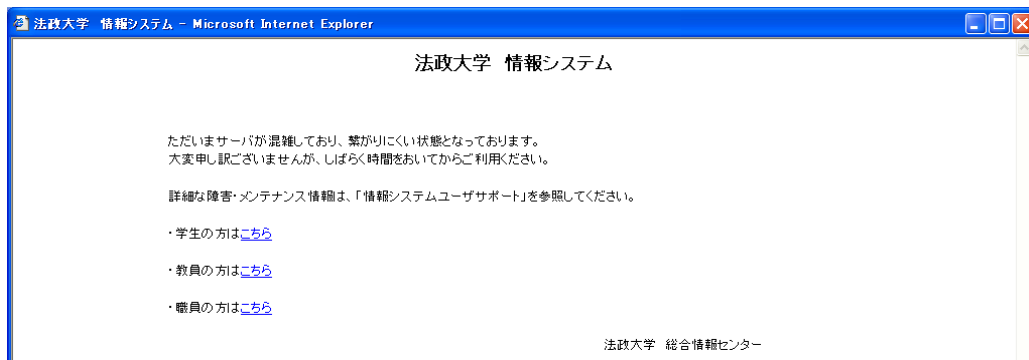 法政大学 情報システム - Microsoft Internet Explorer
法政大学 情報システム
ただいまサーバが混雑しており、繋がりにくい状態となっております。
大変申し訳ございませんが、しばらく時間をおいてからご利用ください。
詳細な障害・メンテナンス情報は、「情報システムユーザサポート」を参照してください。
・学生の方はこちら
・教員の方はこちら
・職員の方はこちら
法政大学 総合情報センター